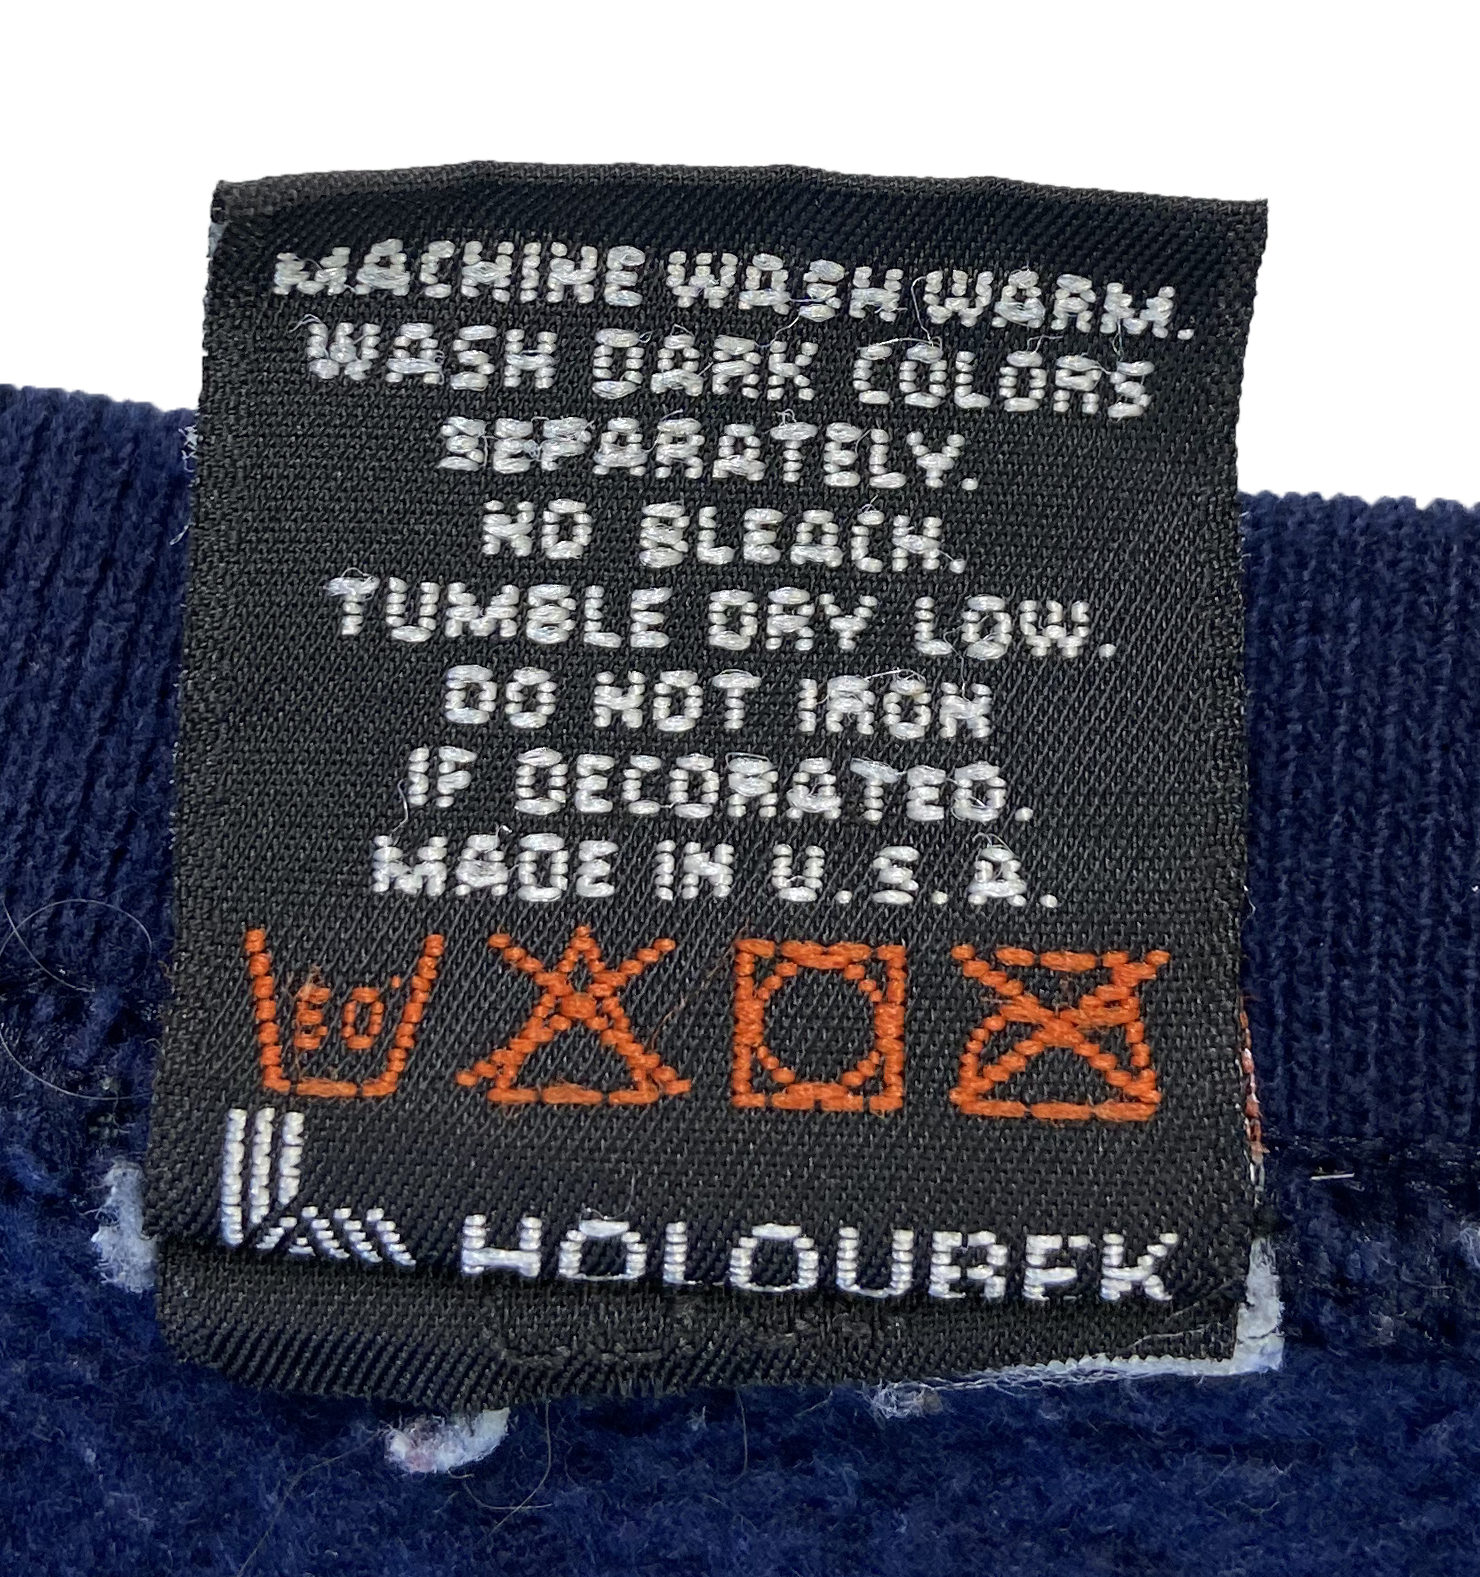 MACHINE WASH WARM.
WASH DARK COLORS
SEPARATELY.
NO BLEACH.
TUMBLE DRY LOW.
DO NOT IRON
IF DECORATED.
MADE IN U.S.A.
50°
HOLOUBEK